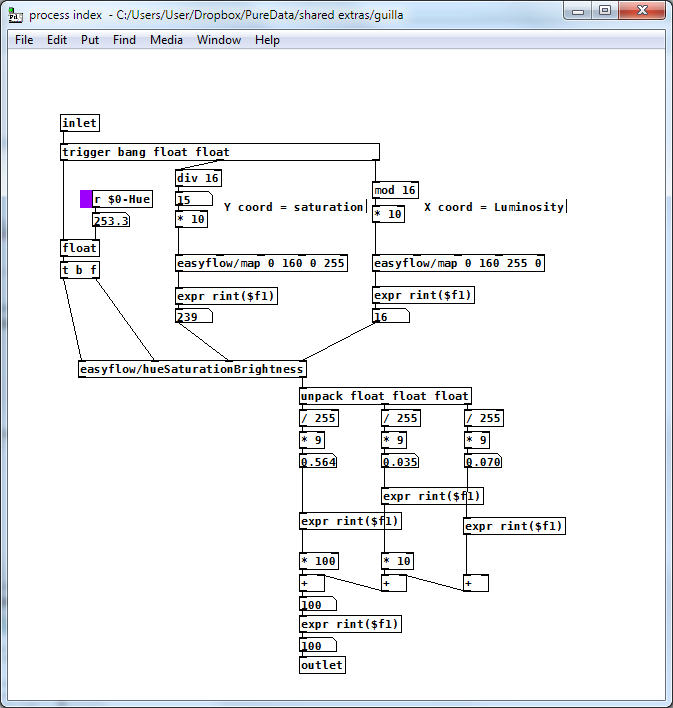 process index - C:/Users/User/Dropbox/PureData/shared extras/guilla
File Edit Put Find Media Window Help
inlet
trigger bang float float
div 16
mod 16
r $0-Hue
15
Y coord = saturation
X coord = Luminosity
253.3
* 10
* 10
float
t b f
easyflow/map 0 160 0 255
easyflow/map 0 160 255 0
expr rint($f1)
expr rint($f1)
239
16
easyflow/hueSaturationBrightness
unpack float float float
/ 255
/ 255
/ 255
* 9
* 9
* 9
0.564
0.035
0.070
expr rint($f1)
expr rint($f1)
expr rint($f1)
* 100
* 10
+
+
+
100
expr rint($f1)
100
outlet